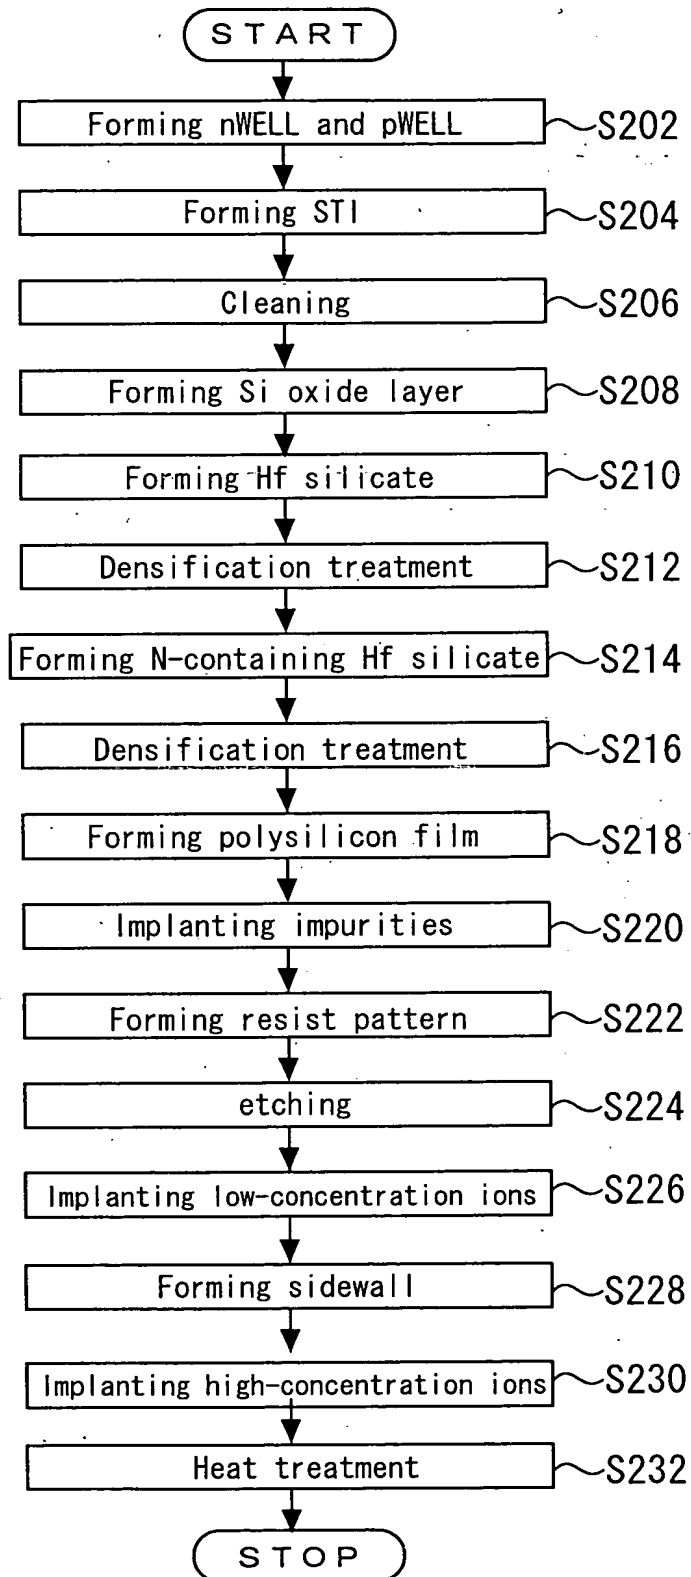 START
Forming nWELL and pWELL S202
Forming STI S204
Cleaning S206
Forming Si oxide layer S208
Forming Hf silicate S210
Densification treatment S212
Forming N-containing Hf silicate S214
Densification treatment S216
Forming polysilicon film S218
Implanting impurities S220
Forming resist pattern S222
etching S224
Implanting low-concentration ions S226
Forming sidewall S228
Implanting high-concentration ions S230
Heat treatment S232
STOP